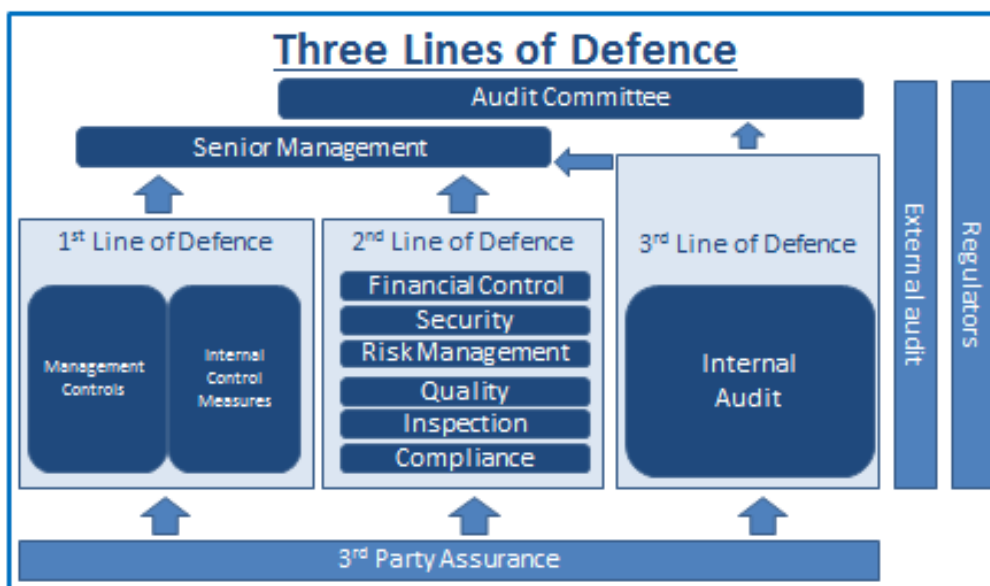 Three Lines of Defence
Audit Committee
Senior Management
1st Line of Defence
Management
Controls
Internal
Control
Measures
2nd Line of Defence
Financial Control
Security
Risk Management
Quality
Inspection
Compliance
3rd Line of Defence
Internal
Audit
External audit
Regulators
3rd Party Assurance